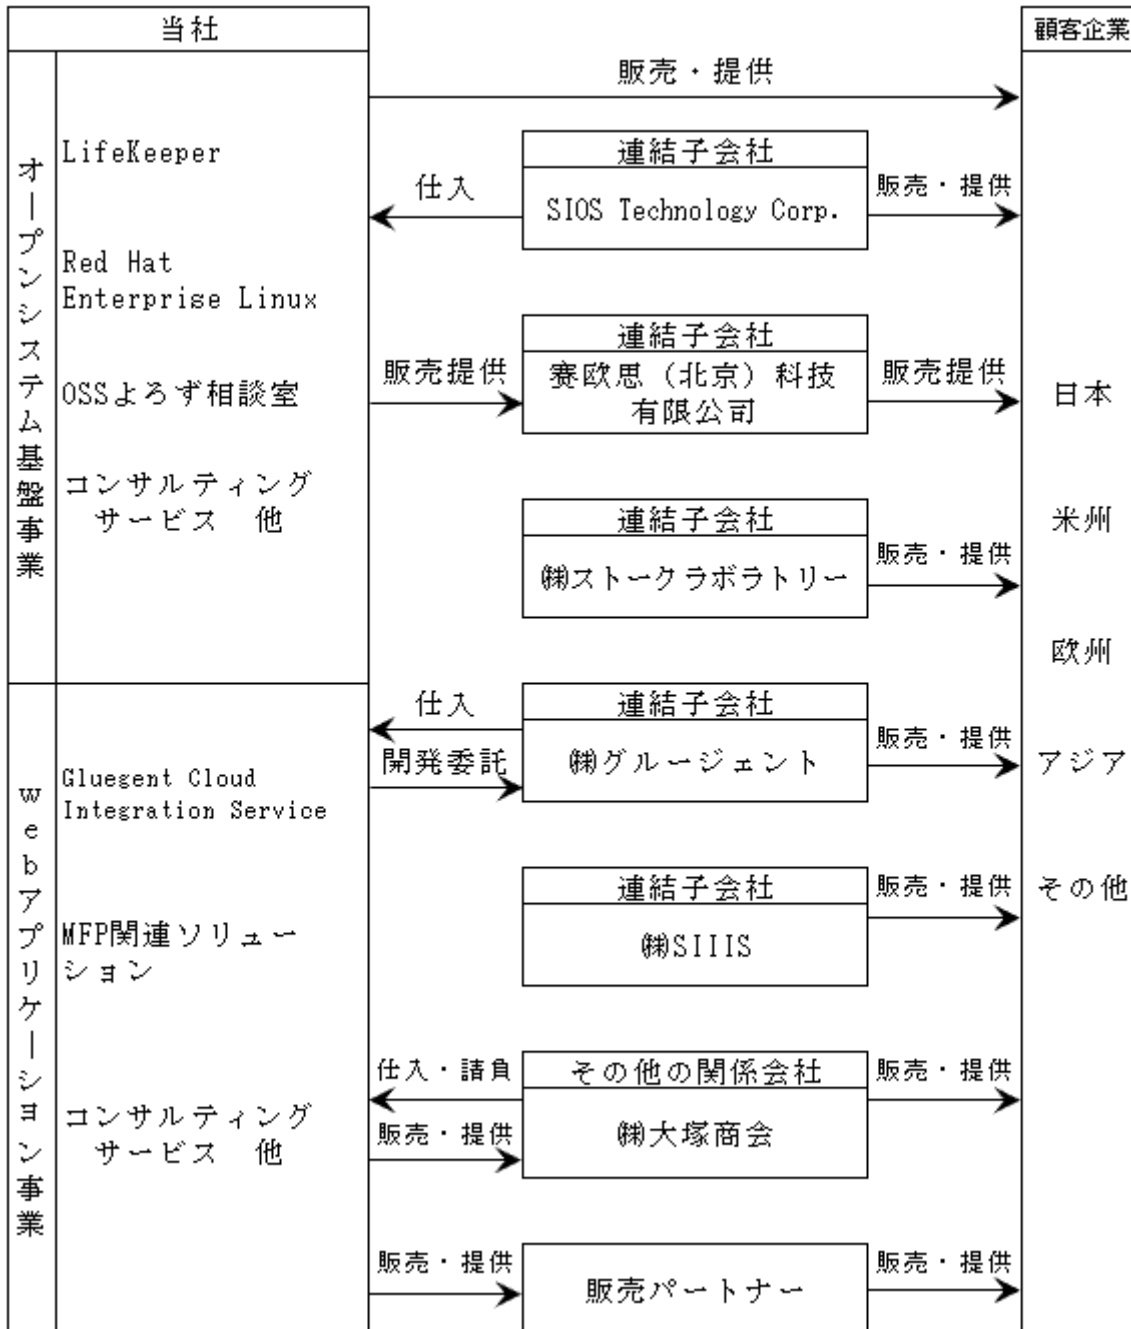 当社
顧客企業
オープンシステム基盤事業
LifeKeeper
Red Hat
Enterprise Linux
OSSよろず相談室
コンサルティング
サービス　他
webアプリケーション事業
Gluegent Cloud
Integration Service
MFP関連ソリュー
ション
コンサルティング
サービス　他
販売・提供
仕入
連結子会社
SIOS Technology Corp.
販売・提供
販売提供
連結子会社
賽欧思（北京）科技
有限公司
販売提供
連結子会社
㈱ストークラボラトリー
販売・提供
仕入
開発委託
連結子会社
㈱グルージェント
販売・提供
連結子会社
㈱SIIIS
販売・提供
仕入・請負
販売・提供
その他の関係会社
㈱大塚商会
販売・提供
販売・提供
販売パートナー
販売・提供
日本
米州
欧州
アジア
その他